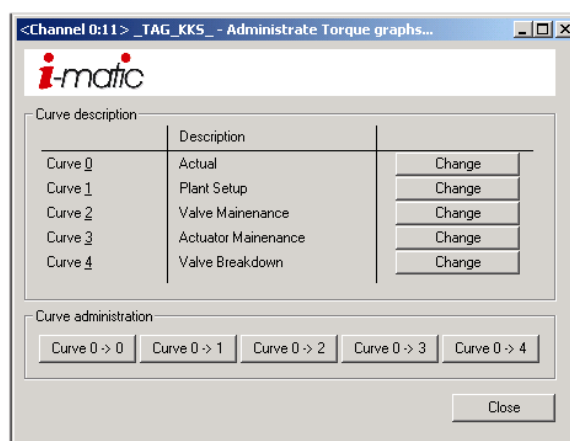 <Channel 0:11> _TAG_KKS_ - Administrate Torque graphs...
i-matic
Curve description
Description
Curve 0 Actual Change
Curve 1 Plant Setup Change
Curve 2 Valve Mainenance Change
Curve 3 Actuator Mainenance Change
Curve 4 Valve Breakdown Change
Curve administration
Curve 0 -> 0 Curve 0 -> 1 Curve 0 -> 2 Curve 0 -> 3 Curve 0 -> 4
Close